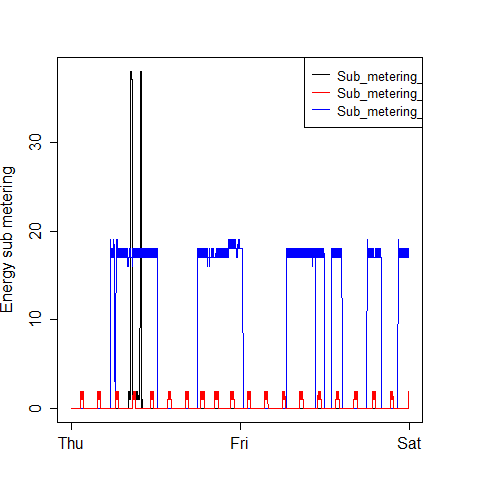 Sub_metering_
Sub_metering_
Sub_metering_
Energy sub metering
30
20
10
0
Thu Fri Sat